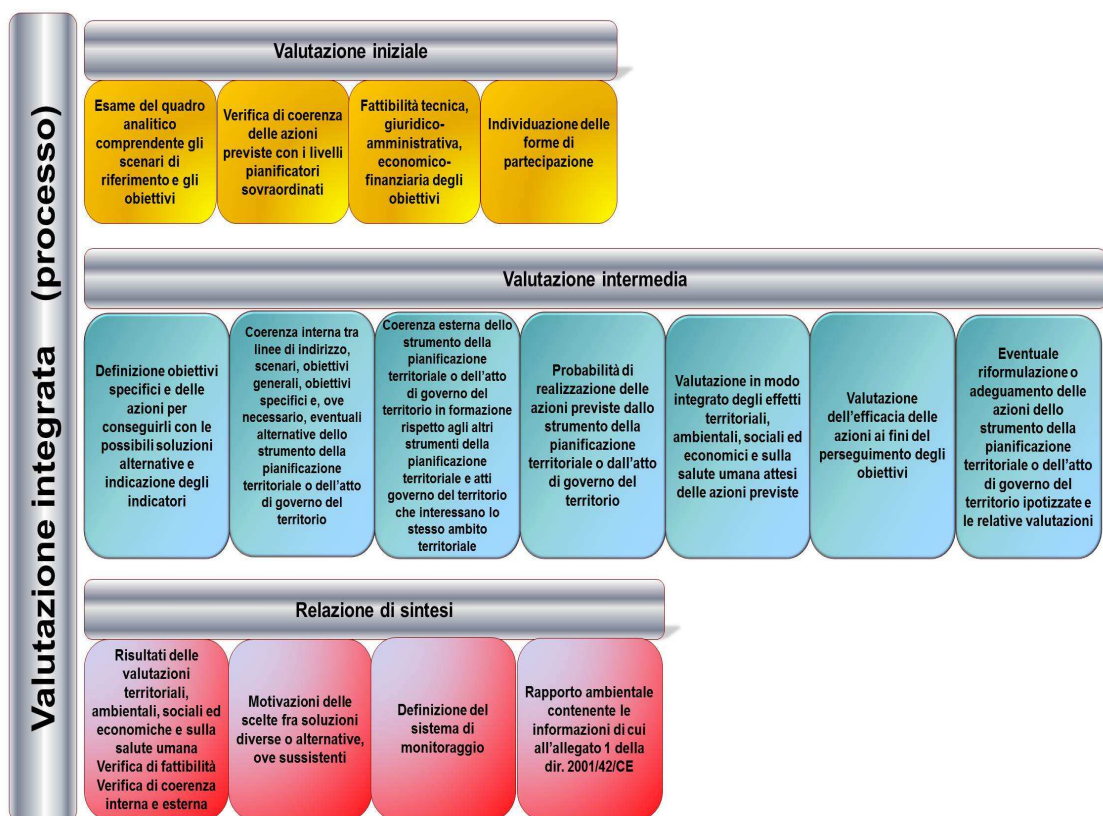 Valutazione integrata (processo)
Valutazione iniziale
Esame del quadro
analitico
comprendente gli
scenari di
riferimento e gli
obiettivi
Verifica di coerenza
delle azioni
previste con i livelli
pianificatori
sovraordinati
Fattibilità tecnica,
giuridico-
amministrativa,
economico-
finanziaria degli
obiettivi
Individuazione delle
forme di
partecipazione
Valutazione intermedia
Definizione obiettivi
specifici e delle
azioni per
conseguirli con le
possibili soluzioni
alternative e
indicazione degli
indicatori
Coerenza interna tra
linee di indirizzo,
scenari, obiettivi
generali, obiettivi
specifici e, ove
necessario, eventuali
alternative dello
strumento della
pianificazione
territoriale o dell’atto
di governo del
territorio
Coerenza esterna dello
strumento della
pianificazione
territoriale o dell’atto
di governo del
territorio in formazione
rispetto agli altri
strumenti della
pianificazione
territoriale e atti
governo del territorio
che interessano lo
stesso ambito
territoriale
Probabilità di
realizzazione delle
azioni previste dallo
strumento della
pianificazione
territoriale o dall’atto
di governo del
territorio
Valutazione in modo
integrato degli effetti
territoriali,
ambientali, sociali ed
economici e sulla
salute umana attesi
delle azioni previste
Valutazione
dell’efficacia delle
azioni ai fini del
perseguimento degli
obiettivi
Eventuale
riformulazione o
adeguamento delle
azioni dello
strumento della
pianificazione
territoriale o dell’atto
di governo del
territorio ipotizzate e
le relative valutazioni
Relazione di sintesi
Risultati delle
valutazioni
territoriali,
ambientali, sociali ed
economiche e sulla
salute umana
Verifica di fattibilità
Verifica di coerenza
interna e esterna
Motivazioni delle
scelte fra soluzioni
diverse o alternative,
ove sussistenti
Definizione del
sistema di
monitoraggio
Rapporto ambientale
contenente le
informazioni di cui
all’allegato 1 della
dir. 2001/42/CE